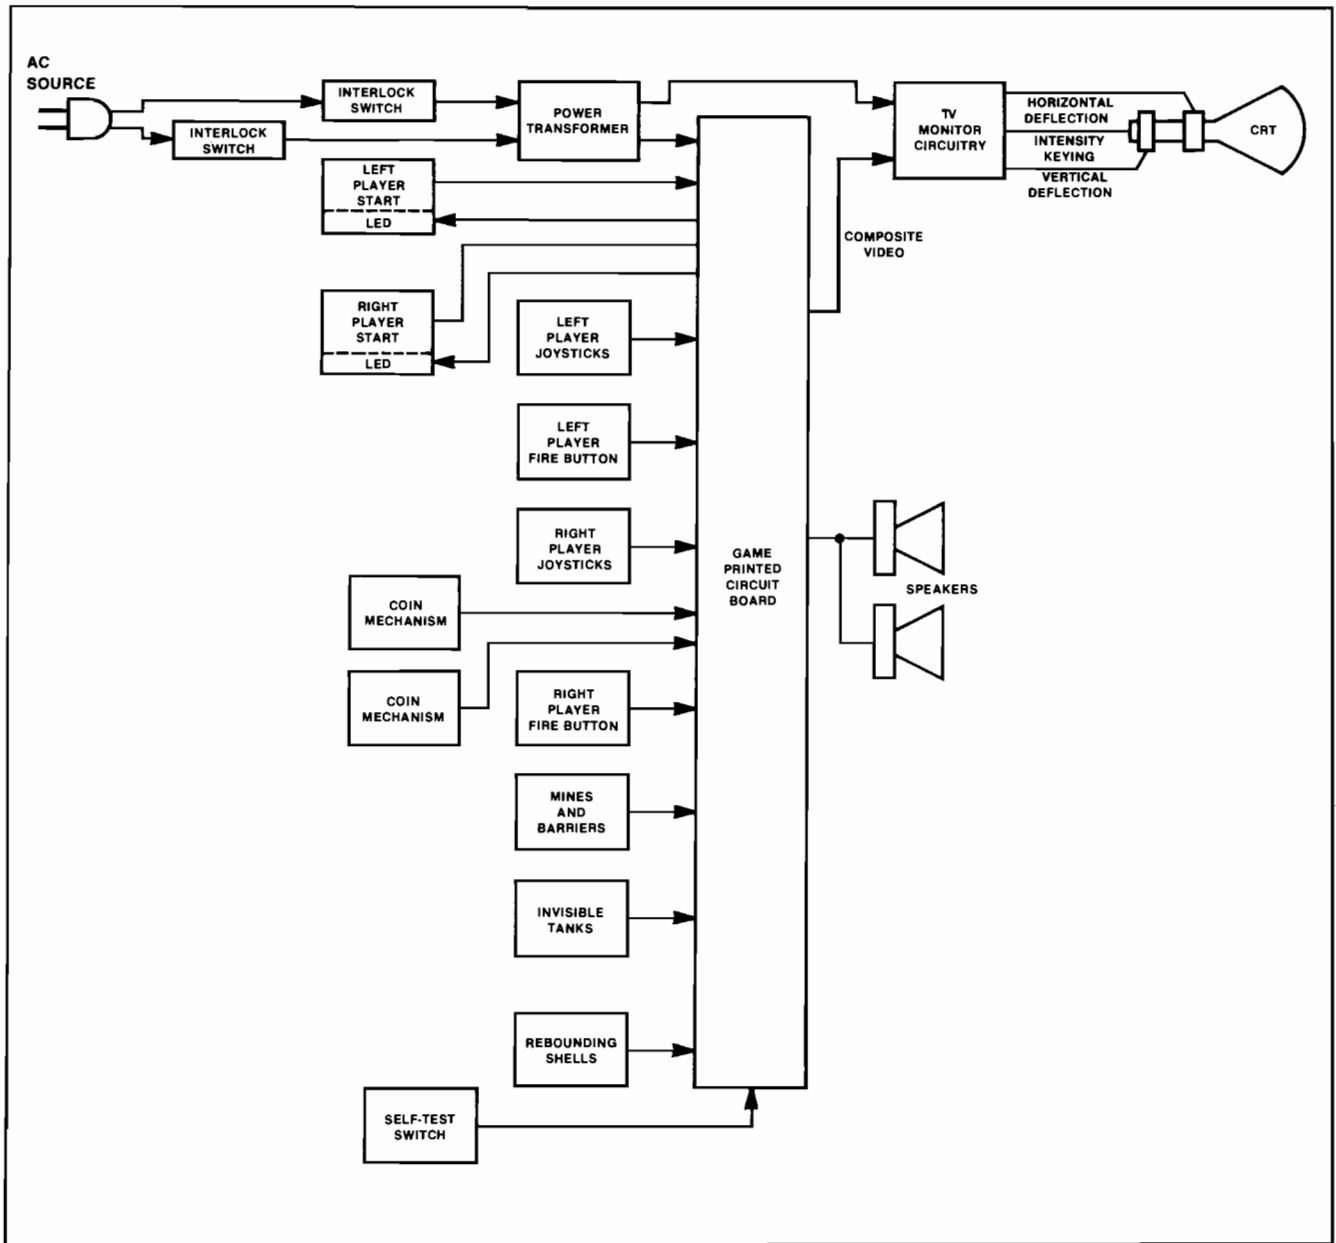 AC
SOURCE
INTERLOCK
SWITCH
INTERLOCK
SWITCH
POWER
TRANSFORMER
TV
MONITOR
CIRCUITRY
HORIZONTAL
DEFLECTION
INTENSITY
KEYING
VERTICAL
DEFLECTION
CRT
LEFT
PLAYER
START
LED
COMPOSITE
VIDEO
RIGHT
PLAYER
START
LED
LEFT
PLAYER
JOYSTICKS
LEFT
PLAYER
FIRE BUTTON
RIGHT
PLAYER
JOYSTICKS
GAME
PRINTED
CIRCUIT
BOARD
SPEAKERS
COIN
MECHANISM
COIN
MECHANISM
RIGHT
PLAYER
FIRE BUTTON
MINES
AND
BARRIERS
INVISIBLE
TANKS
REBOUNDING
SHELLS
SELF-TEST
SWITCH